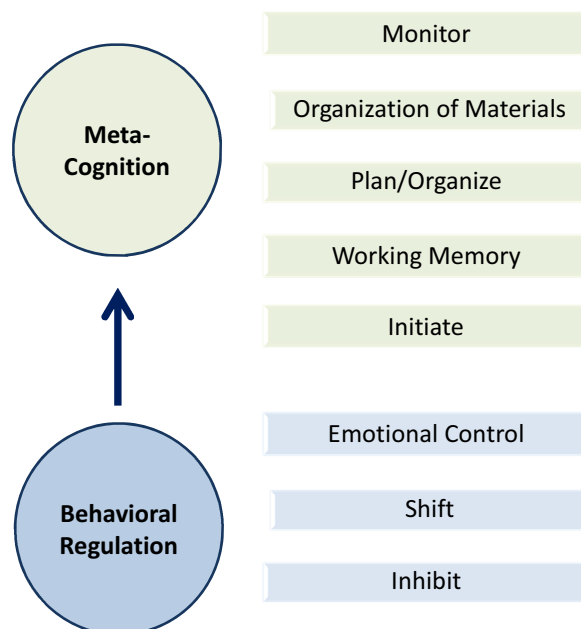 Monitor
Organization of Materials
Meta-
Cognition
Plan/Organize
Working Memory
Initiate
Emotional Control
Behavioral
Regulation
Shift
Inhibit